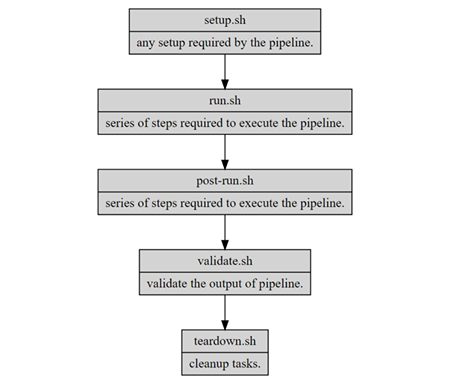 setup.sh
any setup required by the pipeline.
run.sh
series of steps required to execute the pipeline.
post-run.sh
series of steps required to execute the pipeline.
validate.sh
validate the output of pipeline.
teardown.sh
cleanup tasks.